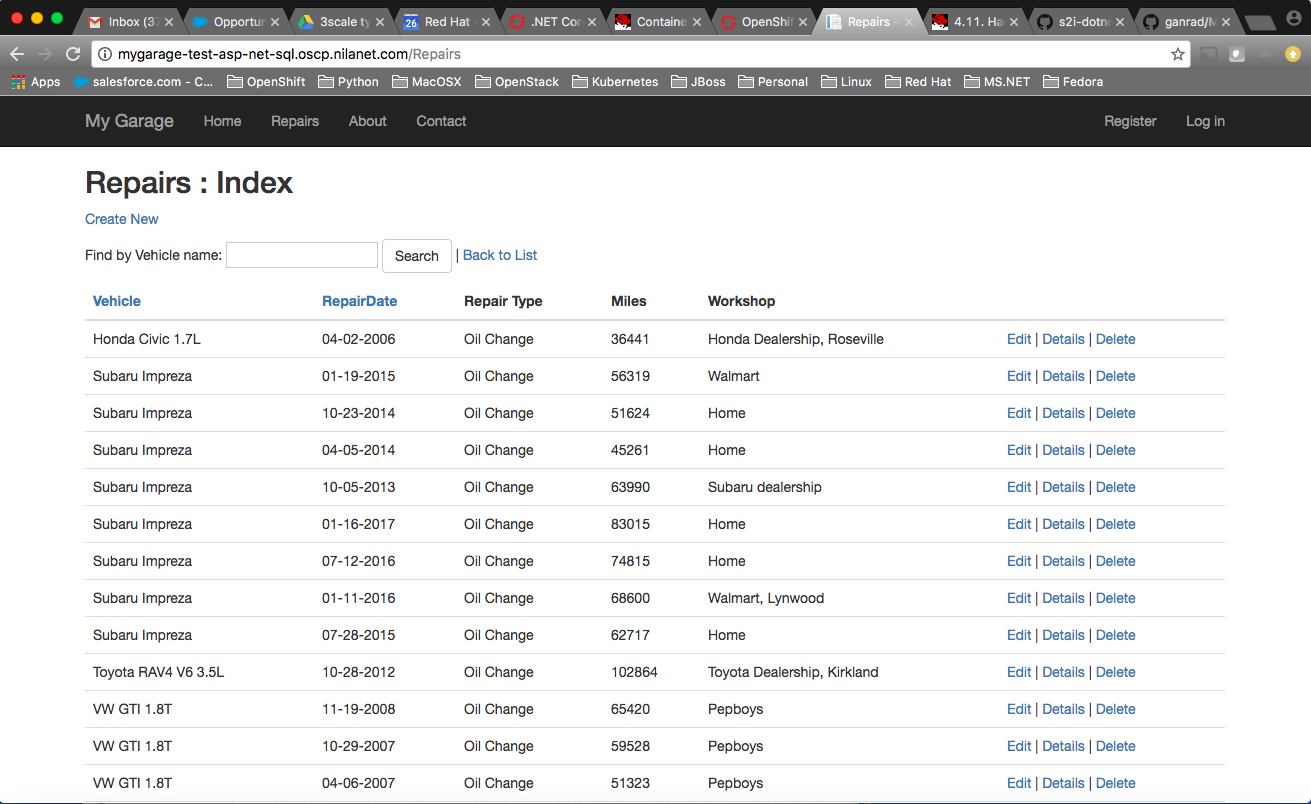 Inbox (37 Opportun 3scale ty Red Hat - .NET Con Containe OpenShi Repairs - 4.11. Ha s2i-dotne ganrad/M
mygarage-test-asp-net-sql.oscp.nilanet.com/Repairs
Apps salesforce.com - C... OpenShift Python MacOSX OpenStack Kubernetes JBoss Personal Linux Red Hat MS.NET Fedora
My Garage Home Repairs About Contact Register Log in
Repairs : Index
Create New
Find by Vehicle name: Search | Back to List
Vehicle RepairDate Repair Type Miles Workshop
Honda Civic 1.7L 04-02-2006 Oil Change 36441 Honda Dealership, Roseville Edit | Details | Delete
Subaru Impreza 01-19-2015 Oil Change 56319 Walmart Edit | Details | Delete
Subaru Impreza 10-23-2014 Oil Change 51624 Home Edit | Details | Delete
Subaru Impreza 04-05-2014 Oil Change 45261 Home Edit | Details | Delete
Subaru Impreza 10-05-2013 Oil Change 63990 Subaru dealership Edit | Details | Delete
Subaru Impreza 01-16-2017 Oil Change 83015 Home Edit | Details | Delete
Subaru Impreza 07-12-2016 Oil Change 74815 Home Edit | Details | Delete
Subaru Impreza 01-11-2016 Oil Change 68600 Walmart, Lynwood Edit | Details | Delete
Subaru Impreza 07-28-2015 Oil Change 62717 Home Edit | Details | Delete
Toyota RAV4 V6 3.5L 10-28-2012 Oil Change 102864 Toyota Dealership, Kirkland Edit | Details | Delete
VW GTI 1.8T 11-19-2008 Oil Change 65420 Pepboys Edit | Details | Delete
VW GTI 1.8T 10-29-2007 Oil Change 59528 Pepboys Edit | Details | Delete
VW GTI 1.8T 04-06-2007 Oil Change 51323 Pepboys Edit | Details | Delete